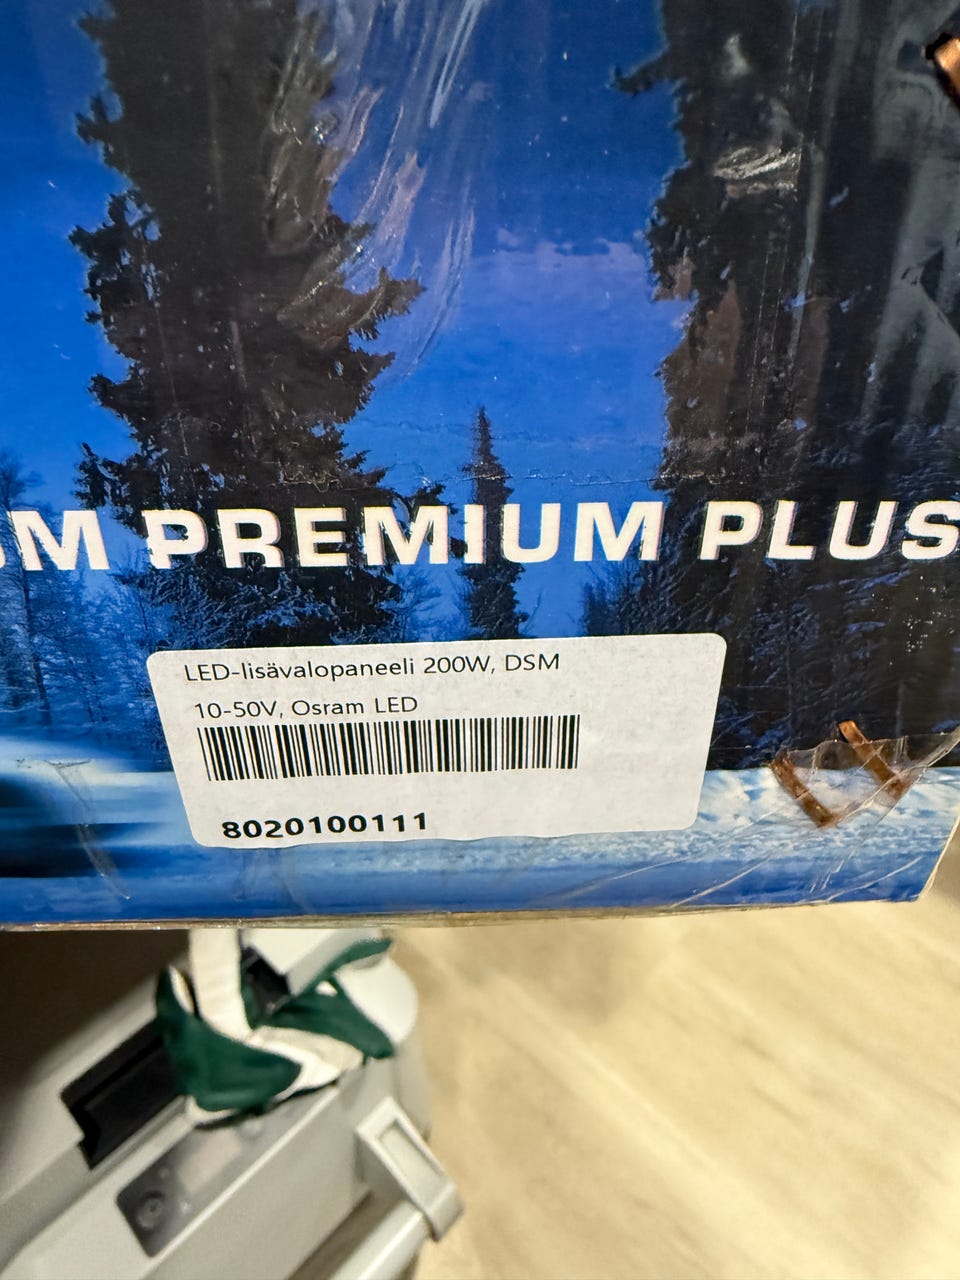 PREMIUM PLUS
LED-lisävalopaneeli 200W, DSM
10-50V, Osram LED
8020100111